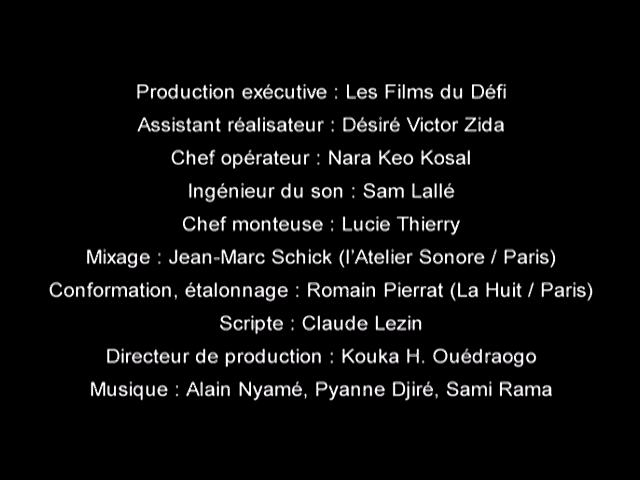 Production exécutive : Les Films du Défi
Assistant réalisateur : Désiré Victor Zida
Chef opérateur : Nara Keo Kosal
Ingénieur du son : Sam Lallé
Chef monteuse : Lucie Thierry
Mixage : Jean-Marc Schick (l'Atelier Sonore / Paris)
Conformation, étalonnage : Romain Pierrat (La Huit / Paris)
Scripte : Claude Lezin
Directeur de production : Kouka H. Ouédraogo
Musique : Alain Nyamé, Pyanne Djiré, Sami Rama